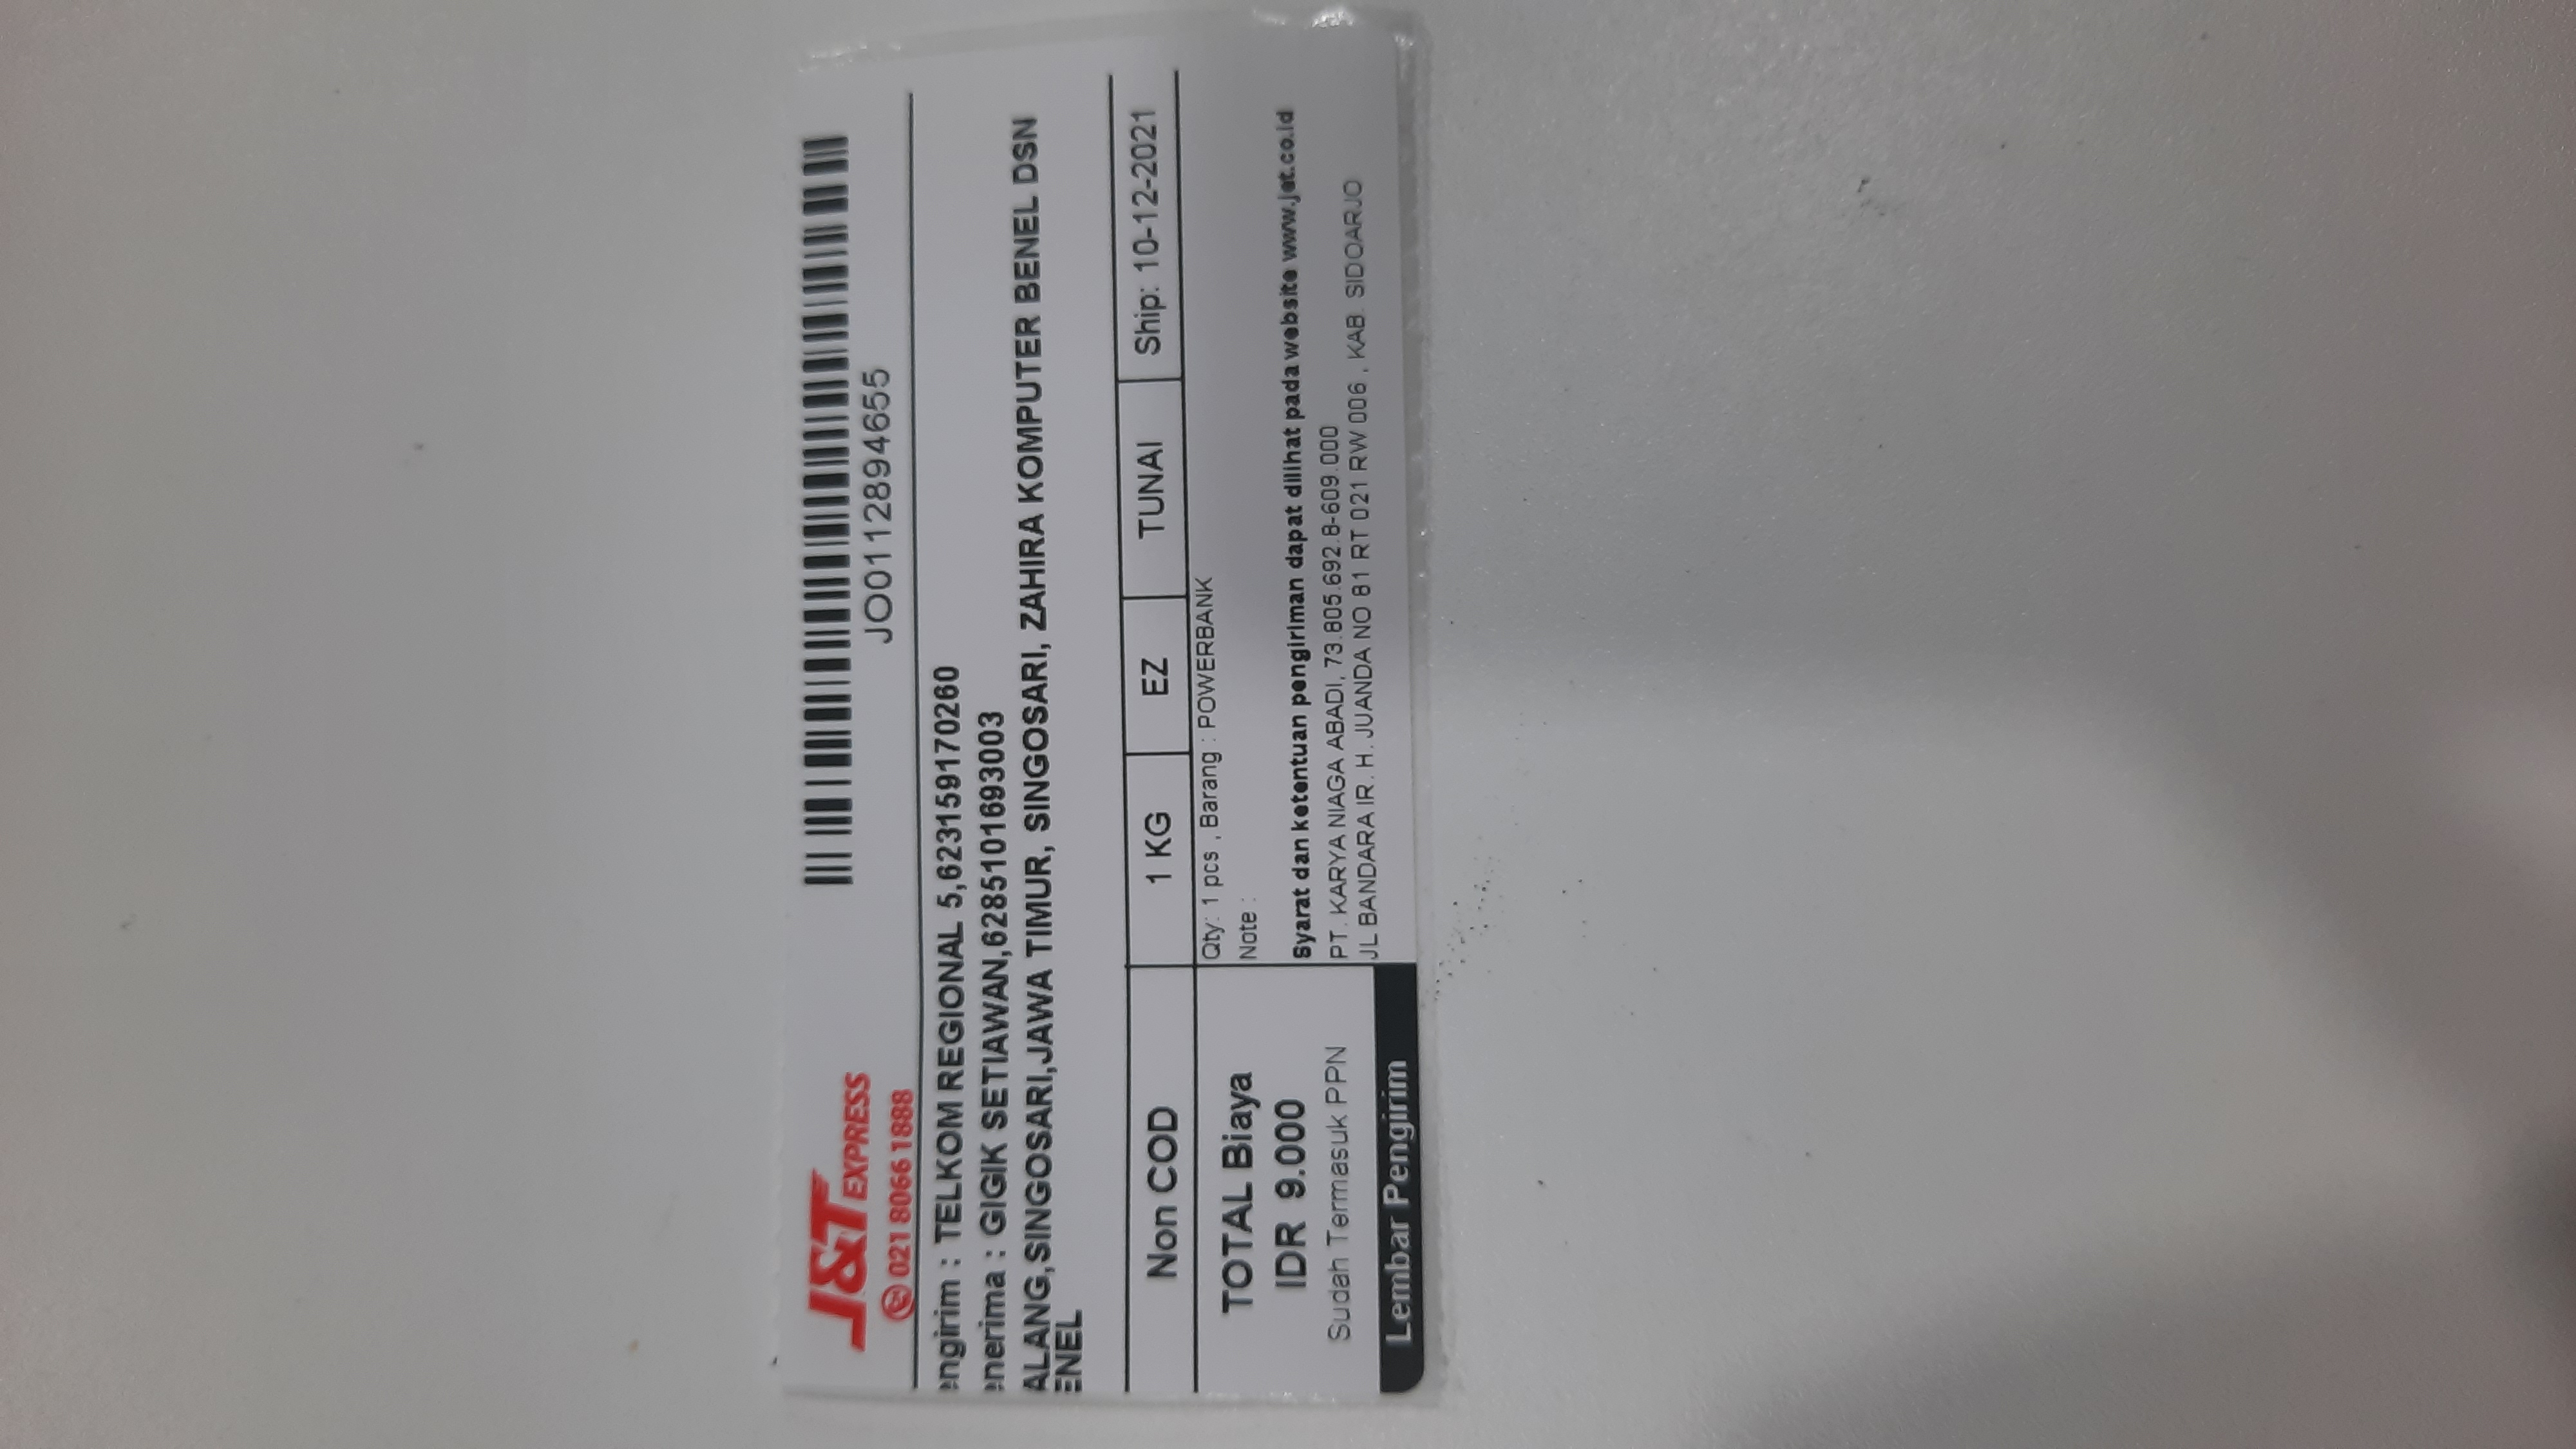 J&T EXPRESS
021 8066 1888
JO0112894655
engirim : TELKOM REGIONAL 5,623159170260
enerima : GIGIK SETIAWAN,6285101693003
ALANG,SINGOSARI,JAWA TIMUR, SINGOSARI, ZAHIRA KOMPUTER BENEL DSN
ENEL
Non COD 1 KG EZ TUNAI Ship: 10-12-2021
TOTAL Biaya
IDR 9.000
Sudah Termasuk PPN
Lembar Pengirim
Qty: 1 pcs , Barang : POWERBANK
Note :
Syarat dan ketentuan pengiriman dapat dilihat pada website www.jet.co.id
PT. KARYA NIAGA ABADI, 73.805.692.8-609.000
JL BANDARA IR. H. JUANDA NO 81 RT 021 RW 006 , KAB. SIDOARJO